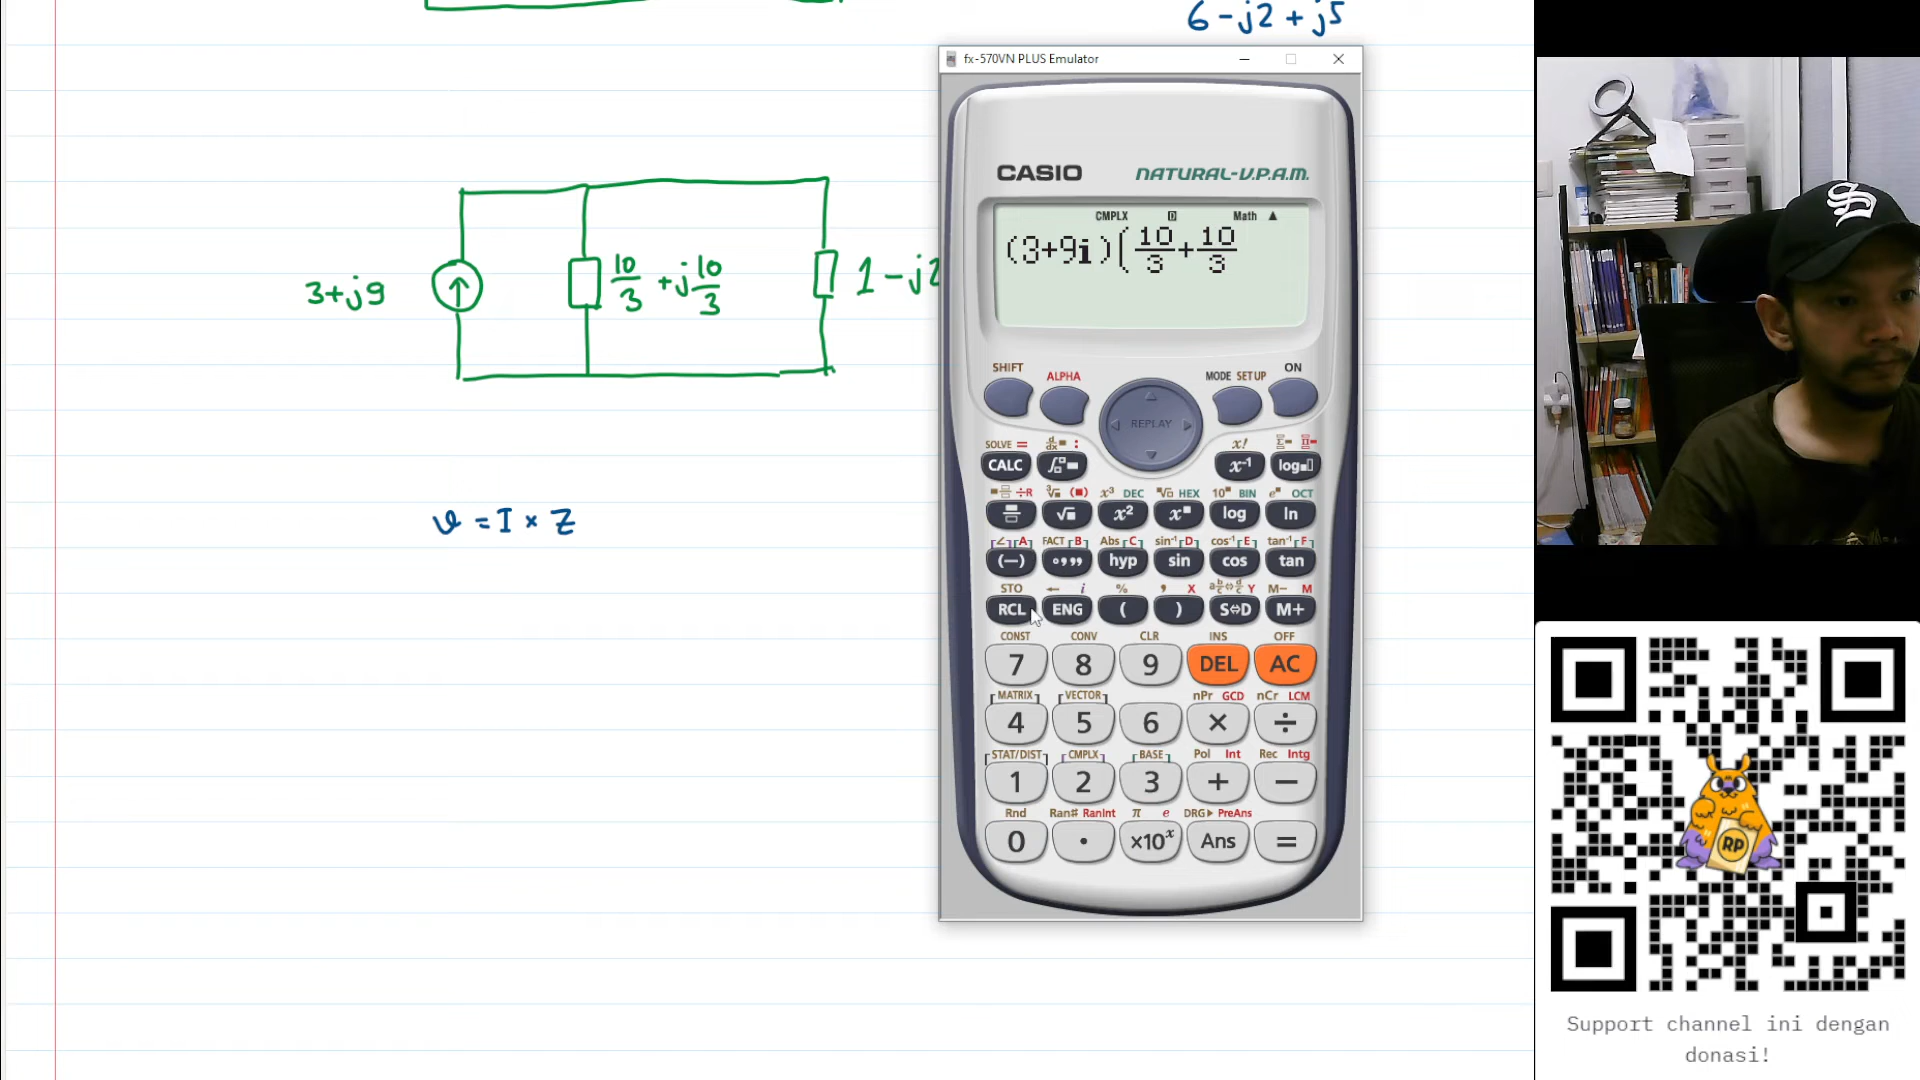 6 - j2 + j5
fx-570VN PLUS Emulator
CASIO
NATURAL-V.P.A.M.
CMPLX D Math ▲
(3+9i)(10/3+10/3
3+j9
10/3 + j10/3
1-j2
v = I × Z
SHIFT
ALPHA
REPLAY
MODE SETUP
ON
SOLVE = d/dx : x! Σ Π
CALC x⁻¹ log
÷R ³√ x³ DEC HEX 10 BIN e OCT
√ x² x log ln
∠ A FACT B Abs C sin⁻¹ D cos⁻¹ E tan⁻¹ F
(−) °,,, hyp sin cos tan
STO ← i % , X Y M− M
RCL ENG ( ) S⇔D M+
CONST CONV CLR INS OFF
7 8 9 DEL AC
MATRIX VECTOR nPr GCD nCr LCM
4 5 6 × ÷
STAT/DIST CMPLX BASE Pol Int Rec Intg
1 2 3 + −
Rnd Ran# RanInt π e DRG▶ PreAns
0 . ×10ˣ Ans =
S
RP
Support channel ini dengan
donasi!